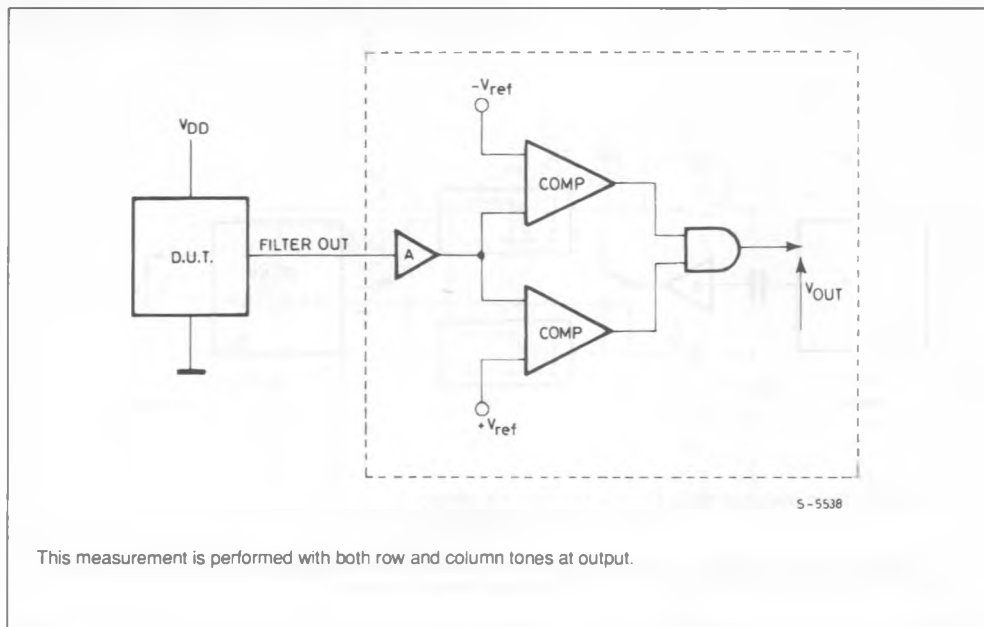 -Vref
VDD
COMP
D.U.T.
FILTER OUT
A
VOUT
COMP
+Vref
S-5538
This measurement is performed with both row and column tones at output.